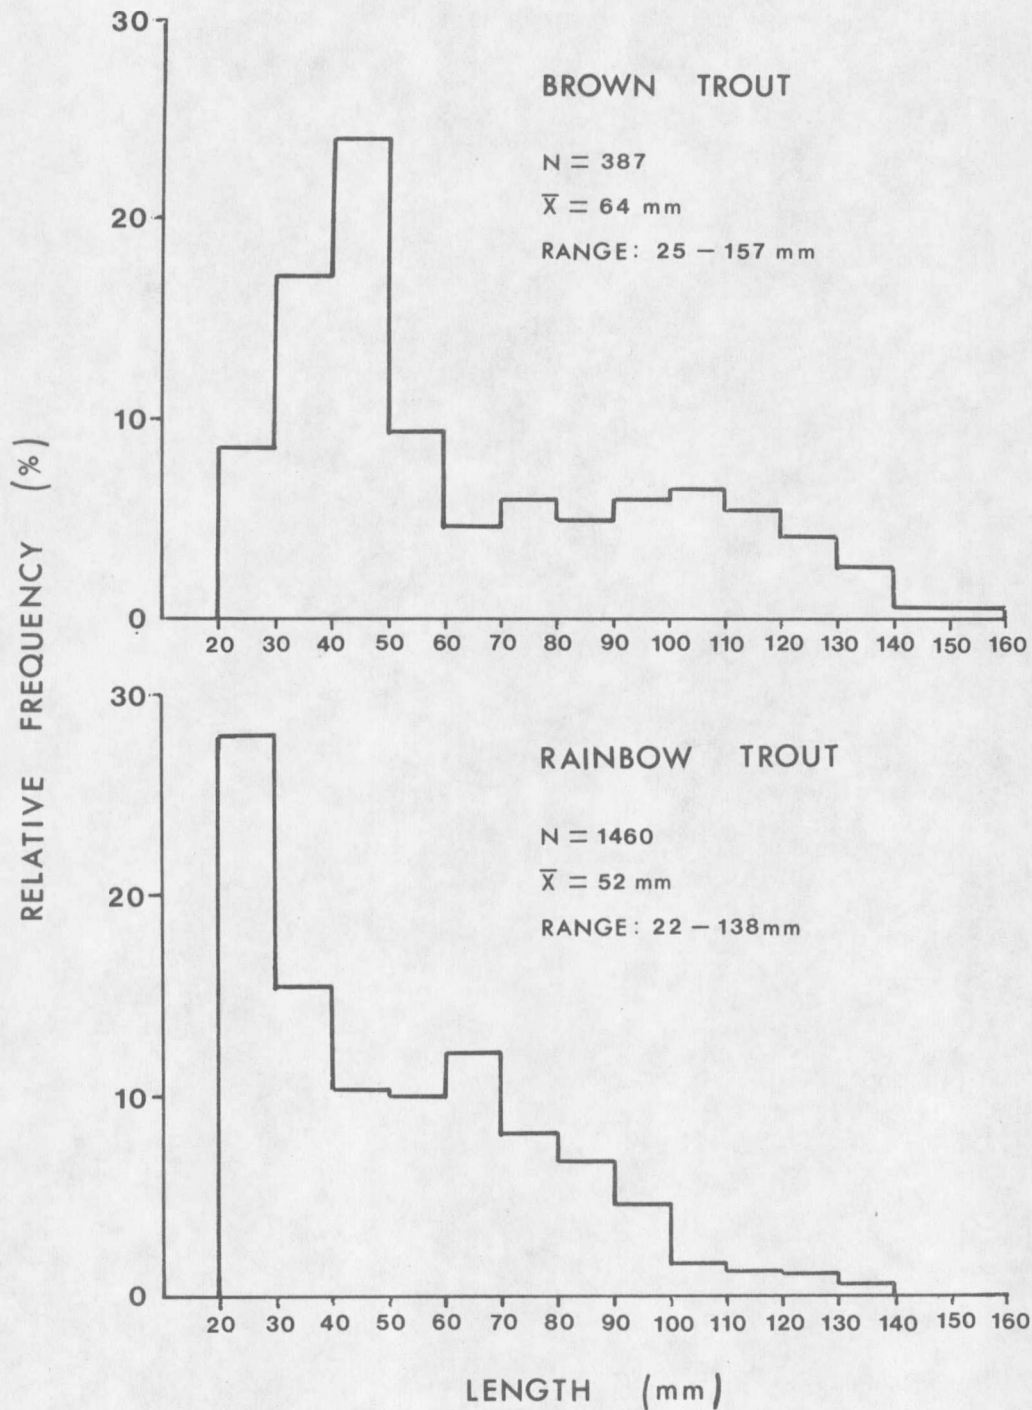 30
20
10
0
BROWN TROUT
N = 387
X̅ = 64 mm
RANGE: 25 – 157 mm
20 30 40 50 60 70 80 90 100 110 120 130 140 150 160
RELATIVE FREQUENCY (%)
30
20
10
0
RAINBOW TROUT
N = 1460
X̅ = 52 mm
RANGE: 22 – 138mm
20 30 40 50 60 70 80 90 100 110 120 130 140 150 160
LENGTH (mm)